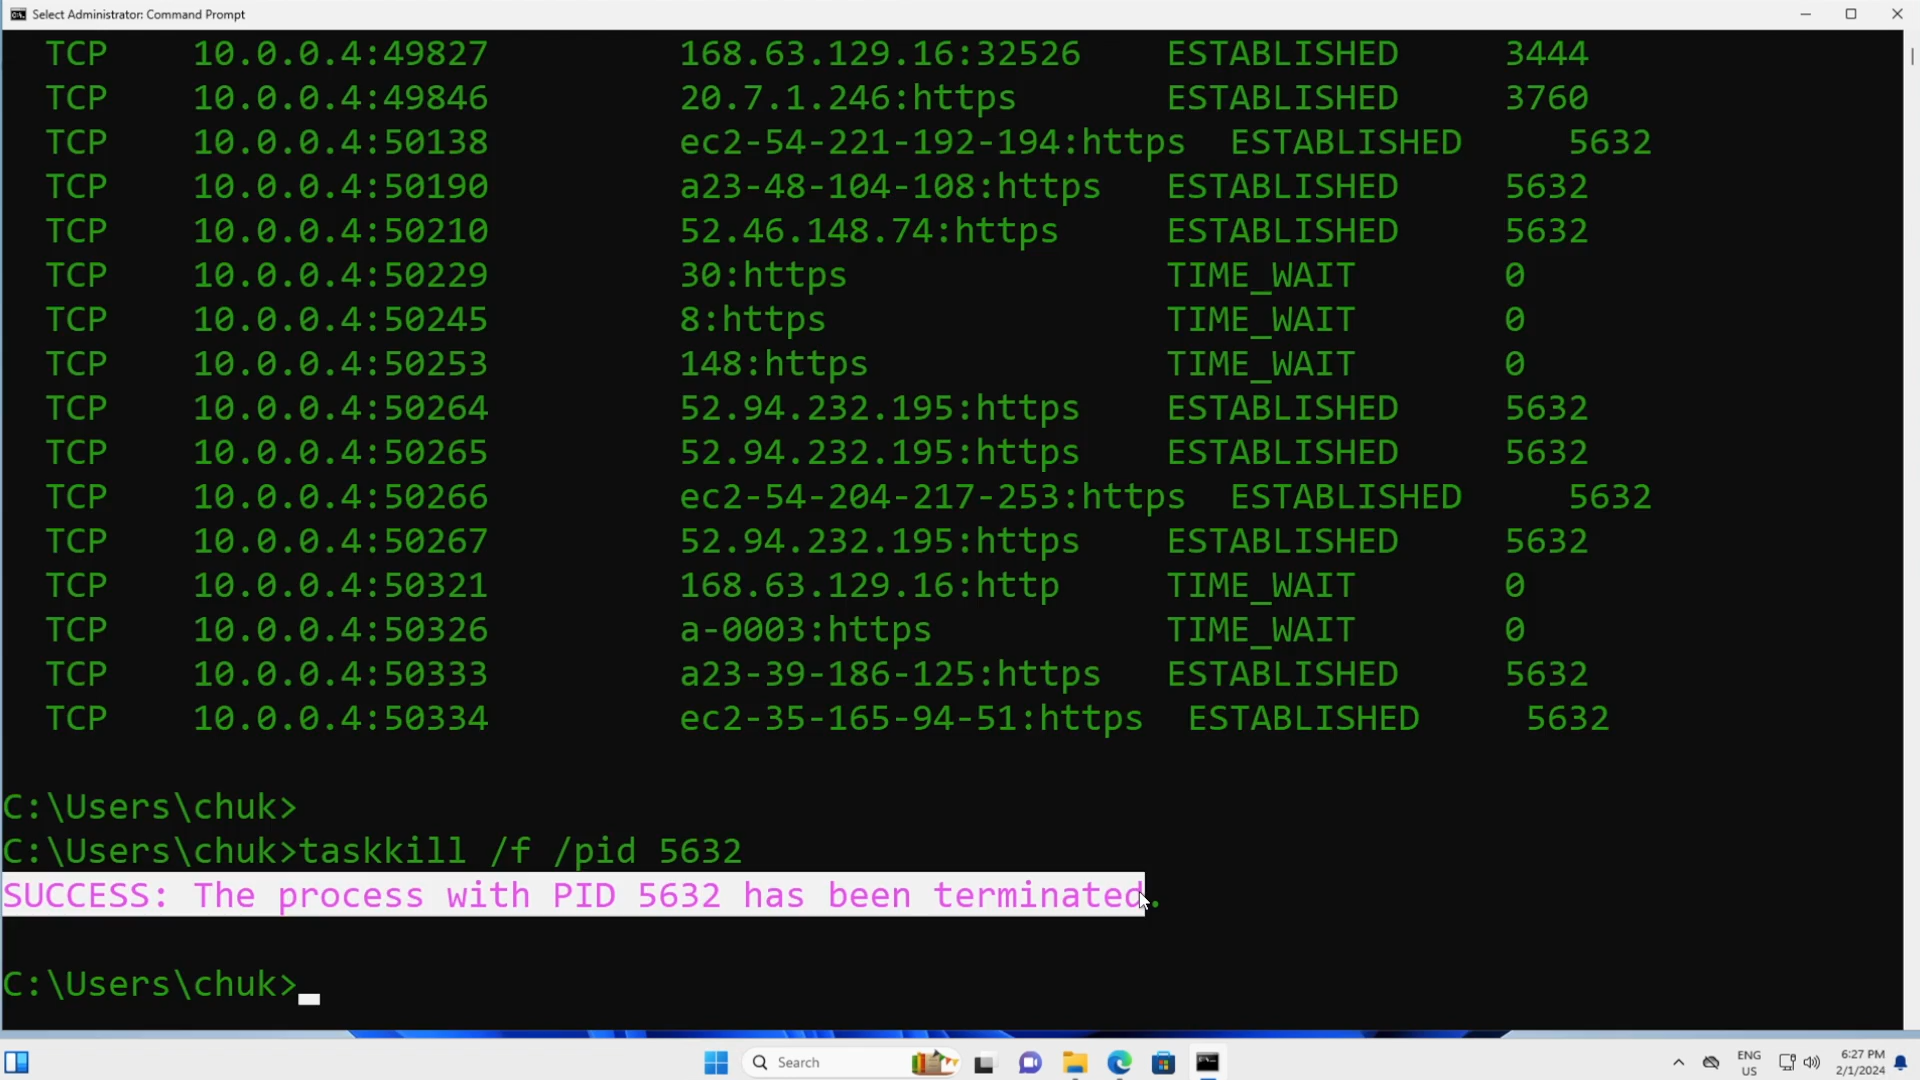 Select Administrator: Command Prompt
TCP 10.0.0.4:49827 168.63.129.16:32526 ESTABLISHED 3444
TCP 10.0.0.4:49846 20.7.1.246:https ESTABLISHED 3760
TCP 10.0.0.4:50138 ec2-54-221-192-194:https ESTABLISHED 5632
TCP 10.0.0.4:50190 a23-48-104-108:https ESTABLISHED 5632
TCP 10.0.0.4:50210 52.46.148.74:https ESTABLISHED 5632
TCP 10.0.0.4:50229 30:https TIME_WAIT 0
TCP 10.0.0.4:50245 8:https TIME_WAIT 0
TCP 10.0.0.4:50253 148:https TIME_WAIT 0
TCP 10.0.0.4:50264 52.94.232.195:https ESTABLISHED 5632
TCP 10.0.0.4:50265 52.94.232.195:https ESTABLISHED 5632
TCP 10.0.0.4:50266 ec2-54-204-217-253:https ESTABLISHED 5632
TCP 10.0.0.4:50267 52.94.232.195:https ESTABLISHED 5632
TCP 10.0.0.4:50321 168.63.129.16:http TIME_WAIT 0
TCP 10.0.0.4:50326 a-0003:https TIME_WAIT 0
TCP 10.0.0.4:50333 a23-39-186-125:https ESTABLISHED 5632
TCP 10.0.0.4:50334 ec2-35-165-94-51:https ESTABLISHED 5632
C:\Users\chuk>
C:\Users\chuk>taskkill /f /pid 5632
SUCCESS: The process with PID 5632 has been terminated.
C:\Users\chuk>
Search
ENG
US
6:27 PM
2/1/2024